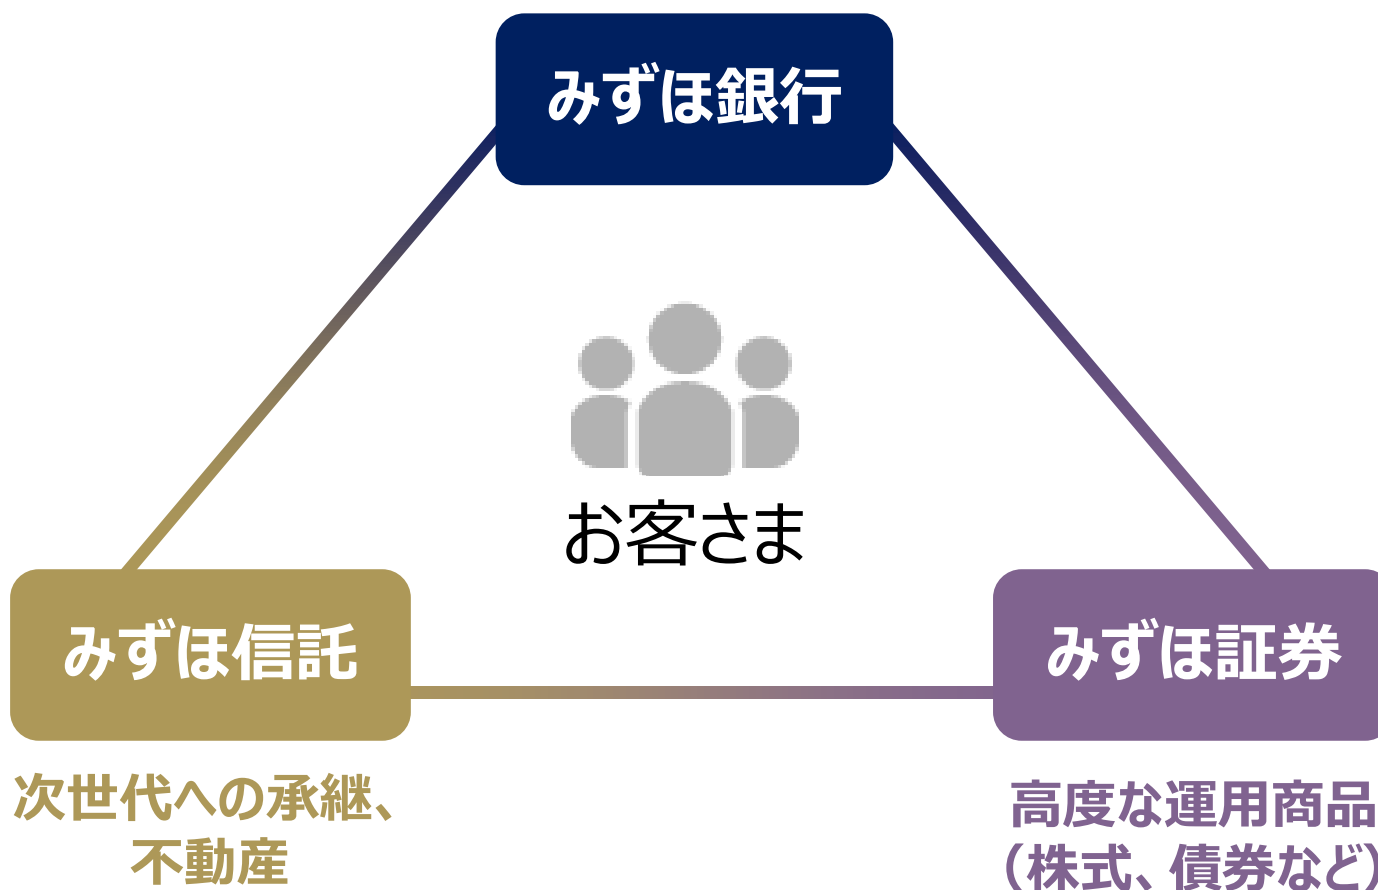 みずほ銀行
お客さま
みずほ信託
みずほ証券
次世代への承継、
不動産
高度な運用商品
（株式、債券など）